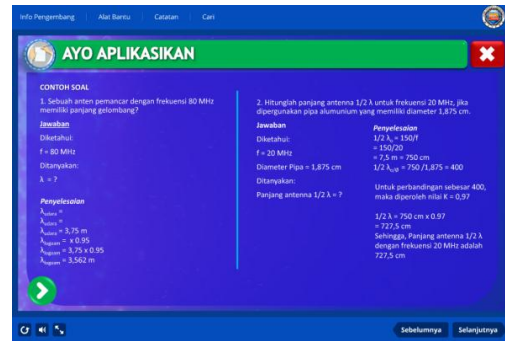 Info Pengembang
Alat Bantu
Catatan
Cari
AYO APLIKASIKAN
CONTOH SOAL
1. Sebuah anten pemancar dengan frekuensi 80 MHz
memiliki panjang gelombang?
Jawaban
Diketahui:
f = 80 MHz
Ditanyakan:
λ = ?
Penyelesaian
λudara =
λudara =
λudara = 3,75 m
= x 0.95
= 3,75 x 0.95
= 3,562 m
2. Hitunglah panjang antenna 1/2 λ untuk frekuensi 20 MHz, jika
dipergunakan pipa alumunium yang memiliki diameter 1,875 cm.
Jawaban
Diketahui:
f = 20 MHz
Diameter Pipa = 1,875 cm
Ditanyakan:
Panjang antenna 1/2 λ = ?
Penyelesaian
1/2 λu = 150/f
= 150/20
= 7,5 m = 750 cm
1/2 λu/d = 750 /1,875 = 400
Untuk perbandingan sebesar 400,
maka diperoleh nilai K = 0,97
1/2 λ = 750 cm x 0.97
= 727,5 cm
Sehingga, Panjang antenna 1/2 λ
dengan frekuensi 20 MHz adalah
727,5 cm
Sebelumnya
Selanjutnya